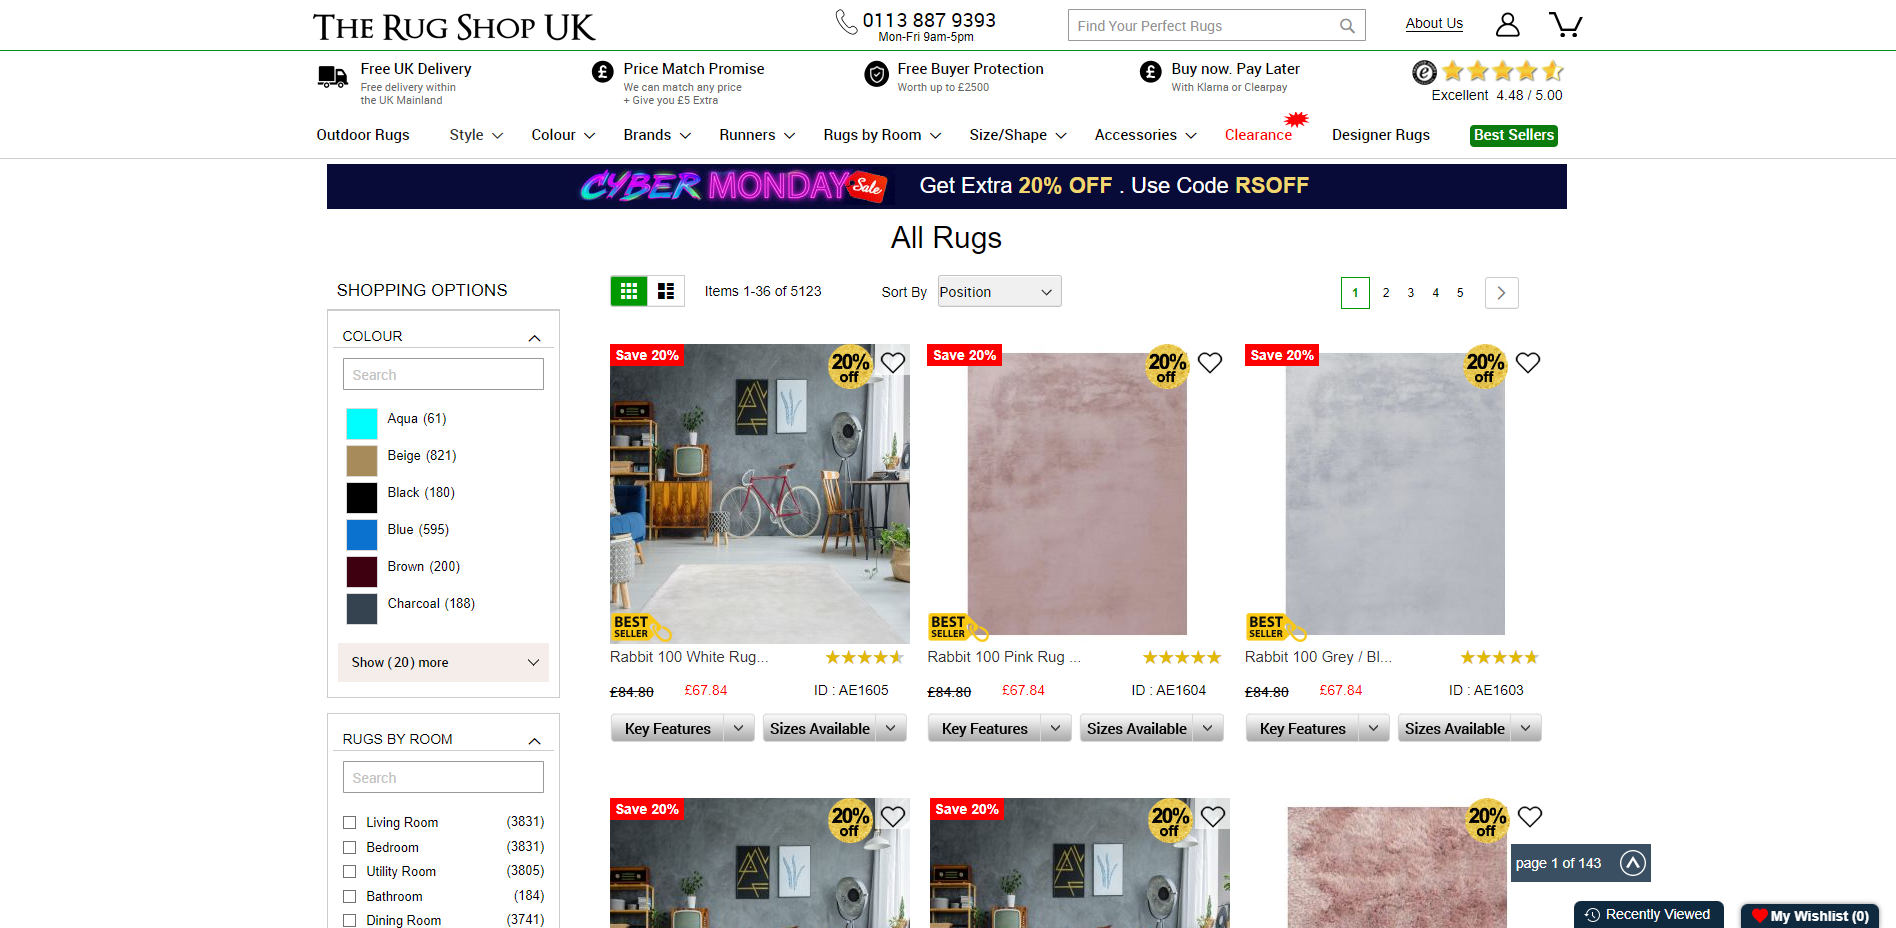 THE RUG SHOP UK
0113 887 9393
Mon-Fri 9am-5pm
Find Your Perfect Rugs
About Us
Free UK Delivery
Free delivery within
the UK Mainland
Price Match Promise
We can match any price
+ Give you £5 Extra
Free Buyer Protection
Worth up to £2500
Buy now. Pay Later
With Klarna or Clearpay
Excellent 4.48 / 5.00
Outdoor Rugs
Style
Colour
Brands
Runners
Rugs by Room
Size/Shape
Accessories
Clearance
Designer Rugs
Best Sellers
CYBER MONDAY Sale Get Extra 20% OFF . Use Code RSOFF
All Rugs
SHOPPING OPTIONS
Items 1-36 of 5123
Sort By
Position
1 2 3 4 5
COLOUR
Search
Aqua (61)
Beige (821)
Black (180)
Blue (595)
Brown (200)
Charcoal (188)
Show (20) more
RUGS BY ROOM
Search
Living Room (3831)
Bedroom (3831)
Utility Room (3805)
Bathroom (184)
Dining Room (3741)
Save 20%
20%
off
BEST
SELLER
Rabbit 100 White Rug...
£84.80 £67.84 ID : AE1605
Key Features
Sizes Available
Save 20%
20%
off
BEST
SELLER
Rabbit 100 Pink Rug ...
£84.80 £67.84 ID : AE1604
Key Features
Sizes Available
Save 20%
20%
off
BEST
SELLER
Rabbit 100 Grey / Bl...
£84.80 £67.84 ID : AE1603
Key Features
Sizes Available
Save 20%
20%
off
Save 20%
20%
off
20%
off
page 1 of 143
Recently Viewed
My Wishlist (0)